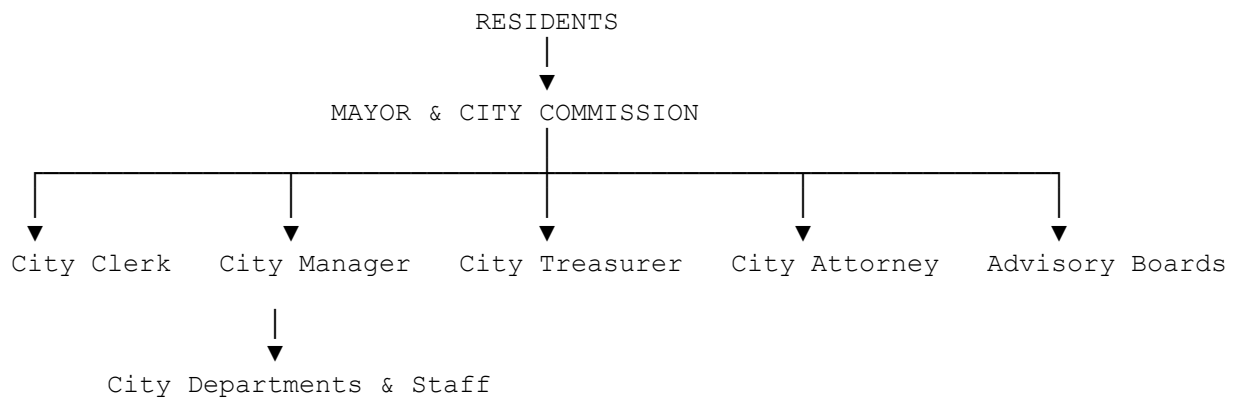 RESIDENTS
MAYOR & CITY COMMISSION
City Clerk City Manager City Treasurer City Attorney Advisory Boards
City Departments & Staff